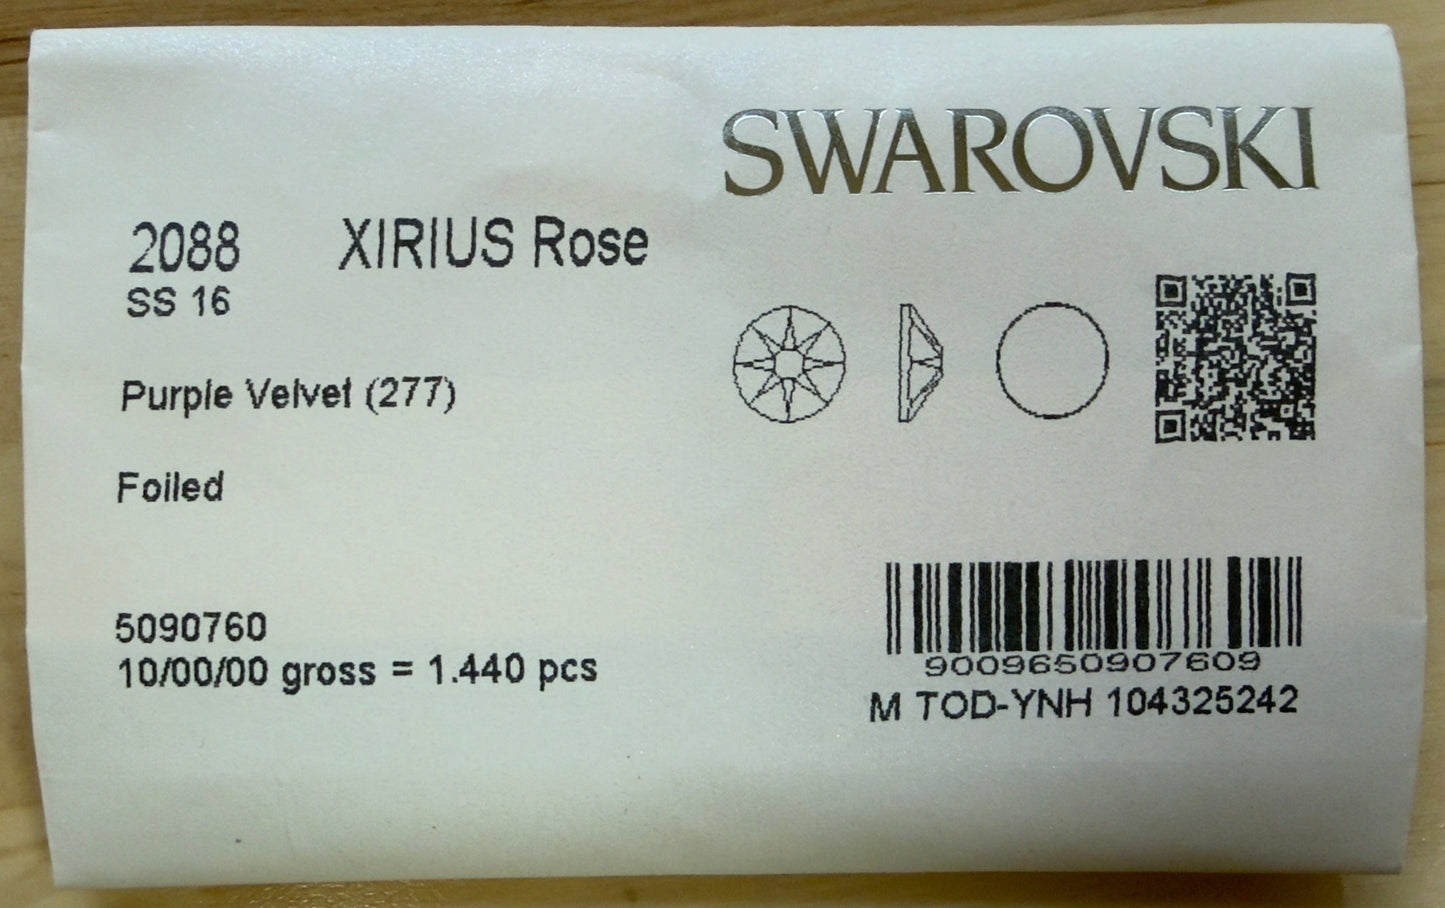 SWAROVSKI
2088 XIRIUS Rose
SS 16
Purple Velvet (277)
Foiled
5090760
10/00/00 gross = 1.440 pcs
9009650907609
M TOD-YNH 104325242